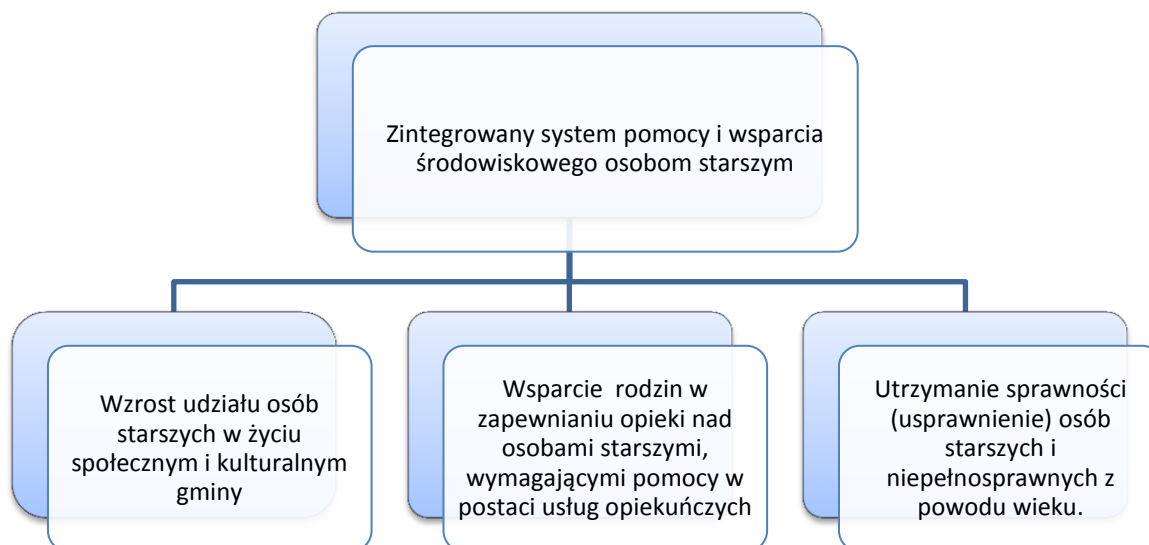 Zintegrowany system pomocy i wsparcia
środowiskowego osobom starszym
Wzrost udziału osób
starszych w życiu
społecznym i kulturalnym
gminy
Wsparcie rodzin w
zapewnianiu opieki nad
osobami starszymi,
wymagającymi pomocy w
postaci usług opiekuńczych
Utrzymanie sprawności
(usprawnienie) osób
starszych i
niepełnosprawnych z
powodu wieku.